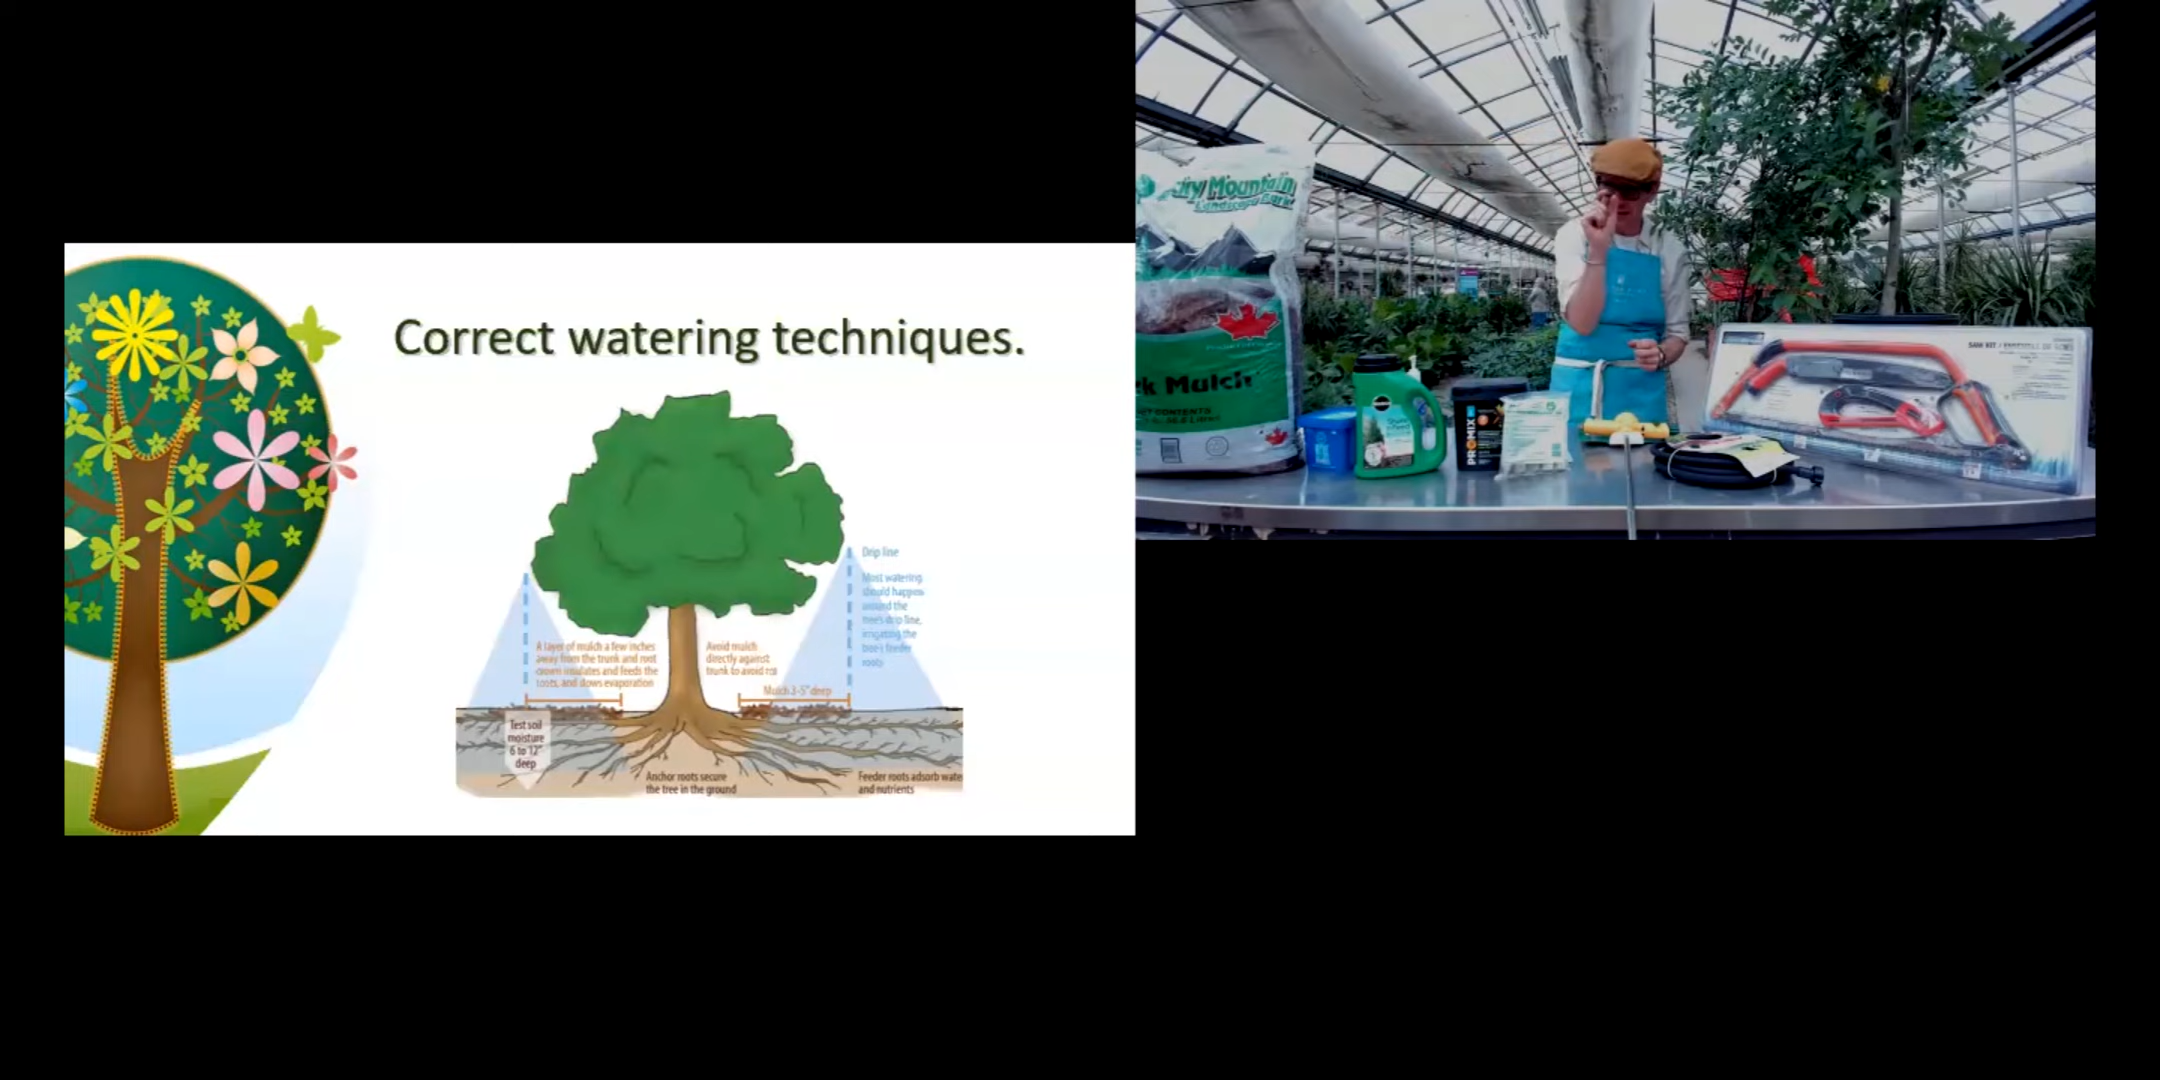 Correct watering techniques.
Drip line
Most watering
should happen
around the
tree's drip line,
irrigating the
tree's feeder
roots
A layer of mulch a few inches
away from the trunk and root
crown insulates and feeds the
roots, and slows evaporation
Avoid mulch
directly against
trunk to avoid rot
Mulch 3-5" deep
Test soil
moisture
6 to 12"
deep
Anchor roots secure
the tree in the ground
Feeder roots adsorb wate
and nutrients
Mountain
Landscape Bark
k Mulch
CONTENTS
PROMIX
SAW KIT /